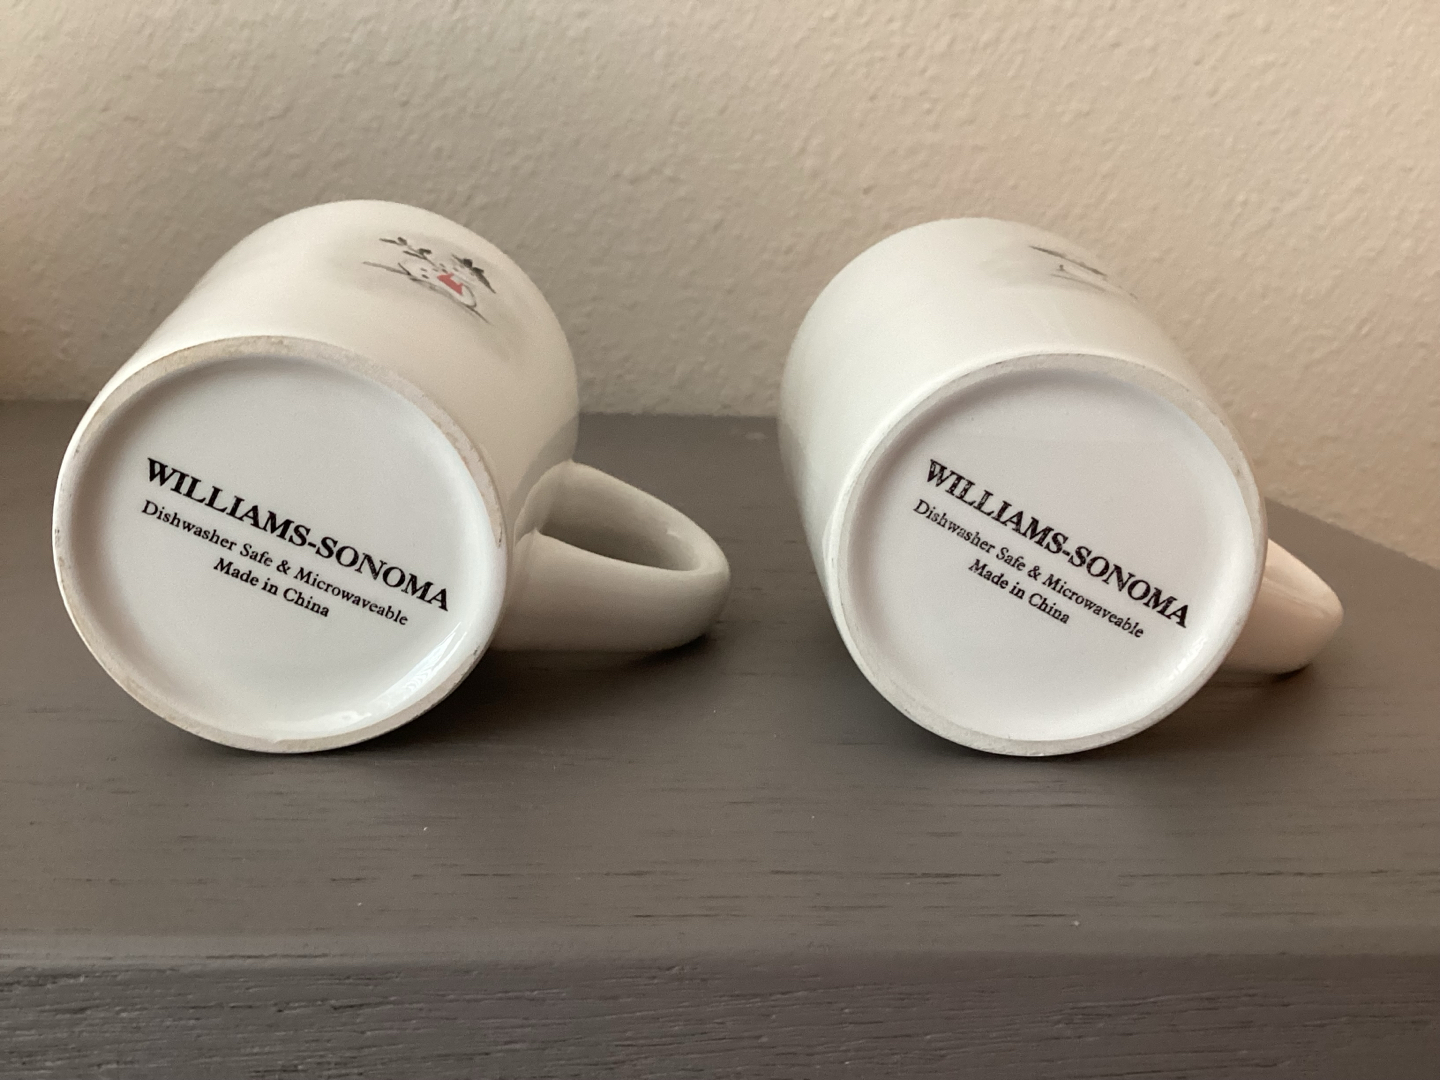 WILLIAMS-SONOMA
Dishwasher Safe & Microwaveable
Made in China
WILLIAMS-SONOMA
Dishwasher Safe & Microwaveable
Made in China